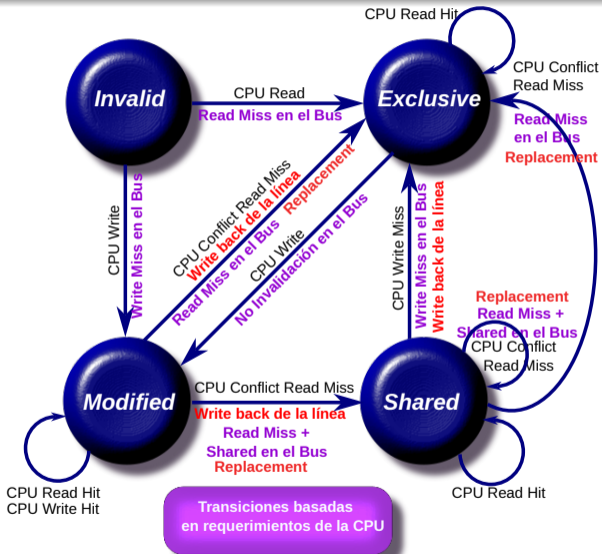 CPU Read Hit
Invalid
Exclusive
CPU Read
Read Miss en el Bus
CPU Conflict
Read Miss
Read Miss
en el Bus
Replacement
CPU Write
Write Miss en el Bus
CPU Conflict Read Miss
Write back de la línea
Replacement
Read Miss en el Bus
CPU Write
No Invalidación en el Bus
CPU Write Miss
Write Miss en el Bus
Write back de la línea
Replacement
Read Miss +
Shared en el Bus
CPU Conflict
Read Miss
Modified
CPU Conflict Read Miss
Write back de la línea
Read Miss +
Shared en el Bus
Replacement
Shared
CPU Read Hit
CPU Write Hit
CPU Read Hit
Transiciones basadas
en requerimientos de la CPU